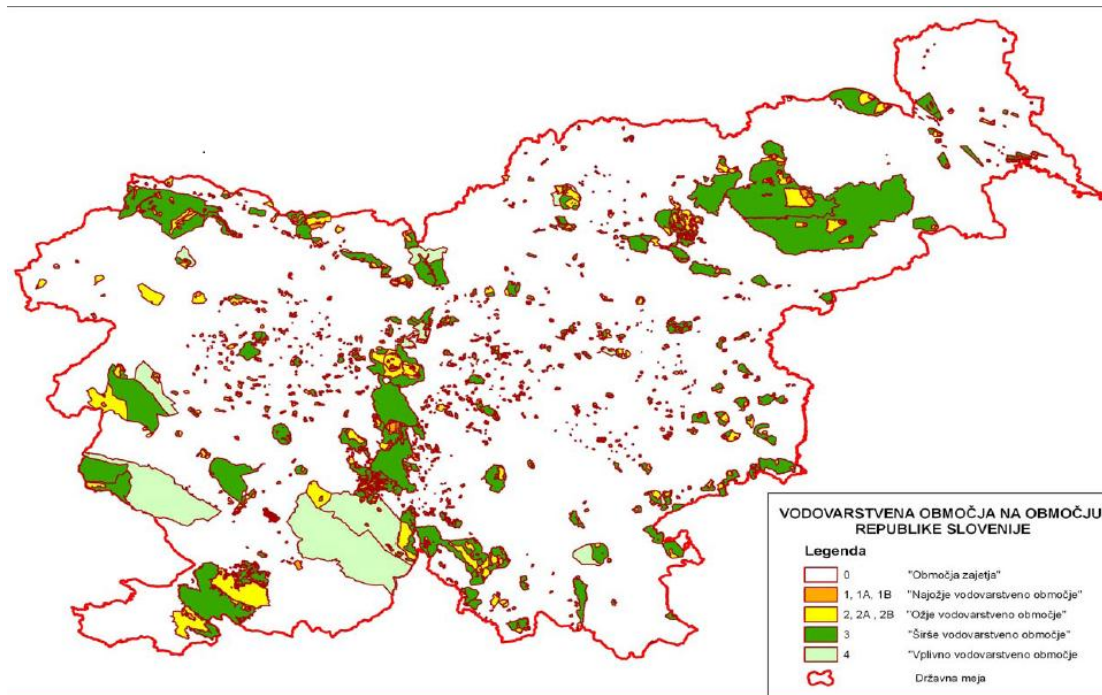 VODOVARSTVENA OBMOČJA NA OBMOČJU
REPUBLIKE SLOVENIJE
Legenda
0 "Območja zajetja"
1, 1A, 1B "Najožje vodovarstveno območje"
2, 2A, 2B "Ožje vodovarstveno območje"
3 "Širše vodovarstveno območje"
4 "Vplivno vodovarstveno območje
Državna meja